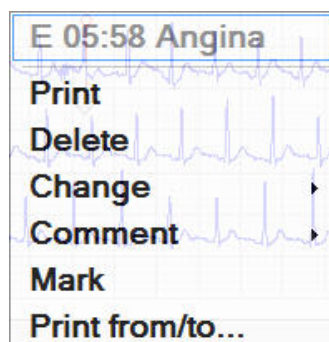 E 05:58 Angina
Print
Delete
Change
Comment
Mark
Print from/to...